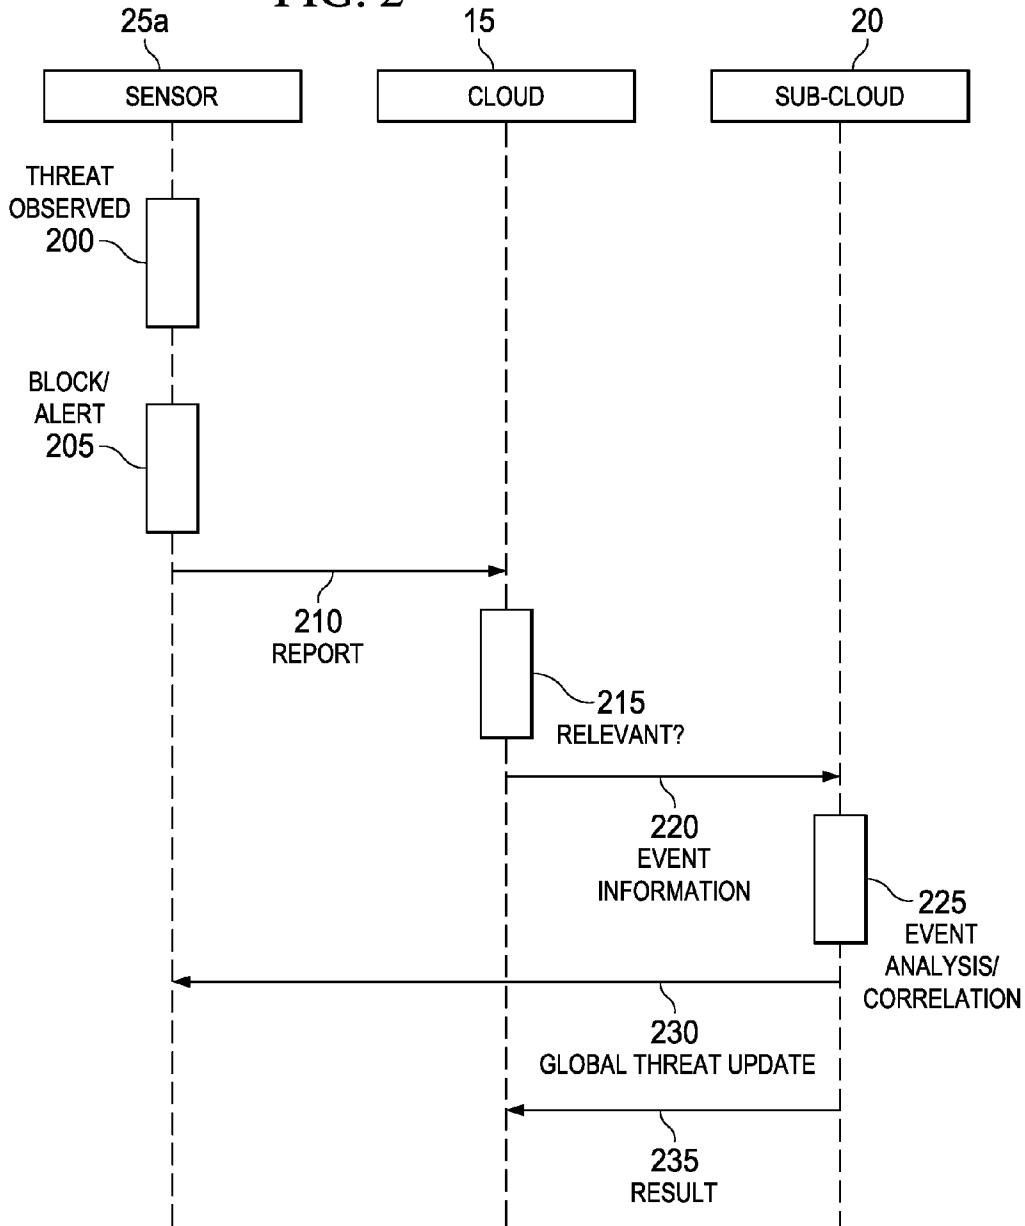 FIG. 2
25a
15
20
SENSOR
CLOUD
SUB-CLOUD
THREAT
OBSERVED
200
BLOCK/
ALERT
205
210
REPORT
215
RELEVANT?
220
EVENT
INFORMATION
225
EVENT
ANALYSIS/
CORRELATION
230
GLOBAL THREAT UPDATE
235
RESULT